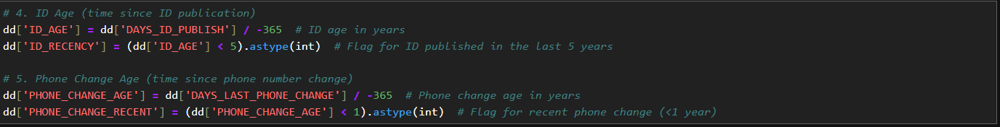 # 4. ID Age (time since ID publication)
dd['ID_AGE'] = dd['DAYS_ID_PUBLISH'] / -365  # ID age in years
dd['ID_RECENCY'] = (dd['ID_AGE'] < 5).astype(int)  # Flag for ID published in the last 5 years
# 5. Phone Change Age (time since phone number change)
dd['PHONE_CHANGE_AGE'] = dd['DAYS_LAST_PHONE_CHANGE'] / -365  # Phone change age in years
dd['PHONE_CHANGE_RECENT'] = (dd['PHONE_CHANGE_AGE'] < 1).astype(int)  # Flag for recent phone change (<1 year)